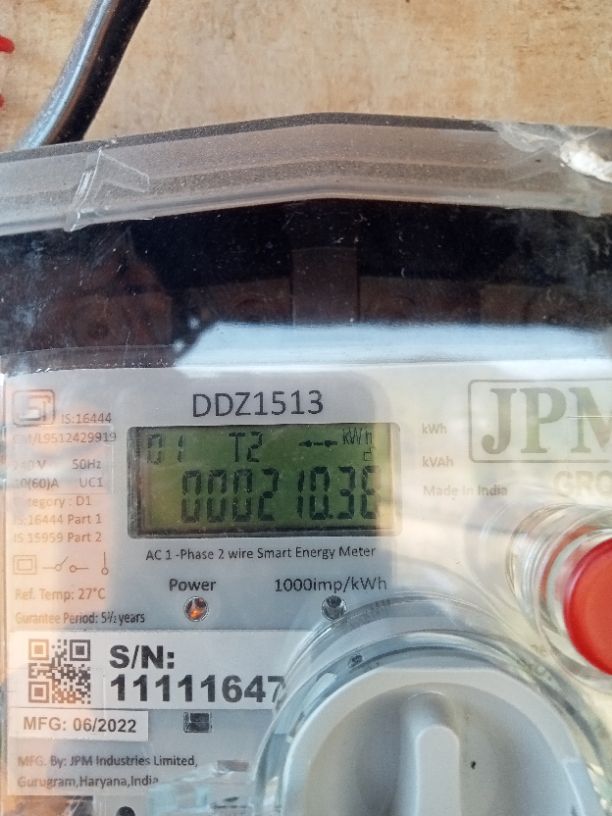 DDZ1513
IS:16444
CM/L9512429919
240 V 50Hz
10(60)A UC1
Category : D1
IS:16444 Part 1
IS 15959 Part 2
Ref. Temp: 27°C
Gurantee Period: 5½ years
01 T2 kWh
000210.36
AC 1 -Phase 2 wire Smart Energy Meter
Power 1000imp/kWh
kWh
kVAh
Made in India
JPM
GRO
S/N:
11111647
MFG: 06/2022
MFG. By: JPM Industries Limited,
Gurugram,Haryana,India